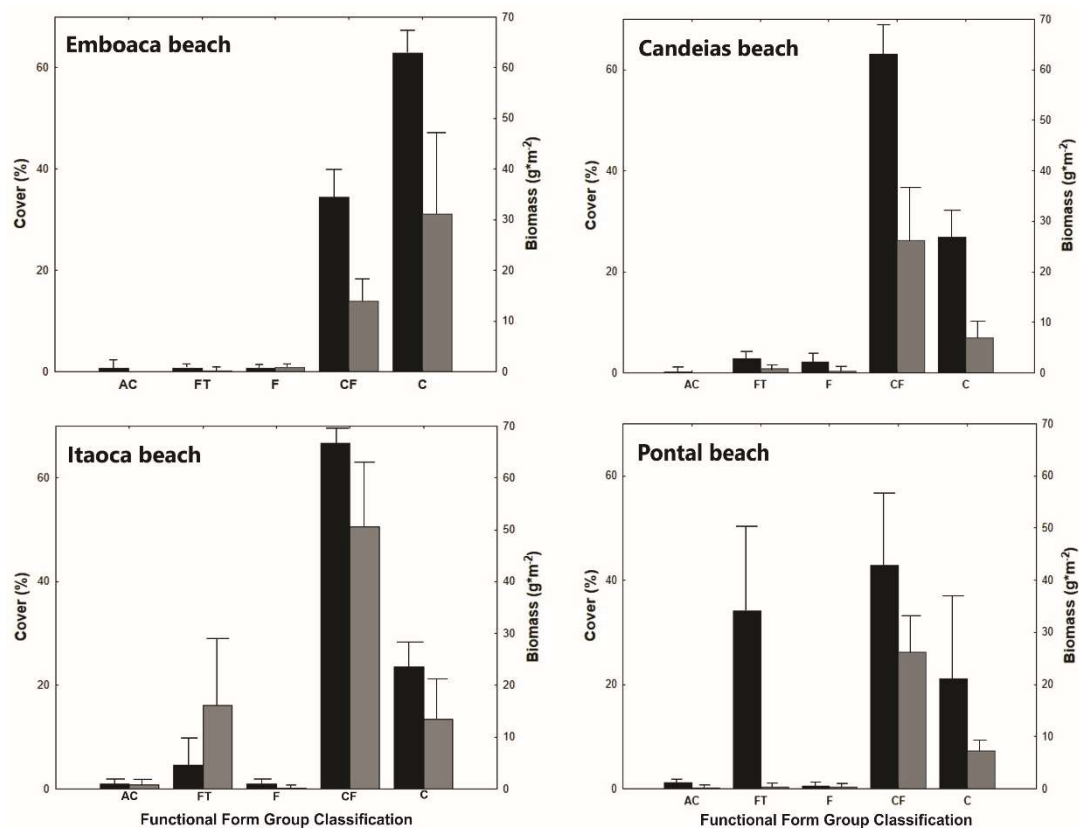 Emboaca beach
60
40
20
0
Cover (%)
70
60
50
40
30
20
10
0
Biomass (g*m-2)
AC FT F CF C
Candeias beach
60
40
20
0
Cover (%)
70
60
50
40
30
20
10
0
Biomass (g*m-2)
AC FT F CF C
Itaoca beach
60
40
20
0
Cover (%)
70
60
50
40
30
20
10
0
Biomass (g*m-2)
AC FT F CF C
Functional Form Group Classification
Pontal beach
60
40
20
0
Cover (%)
70
60
50
40
30
20
10
0
Biomass (g*m-2)
AC FT F CF C
Functional Form Group Classification